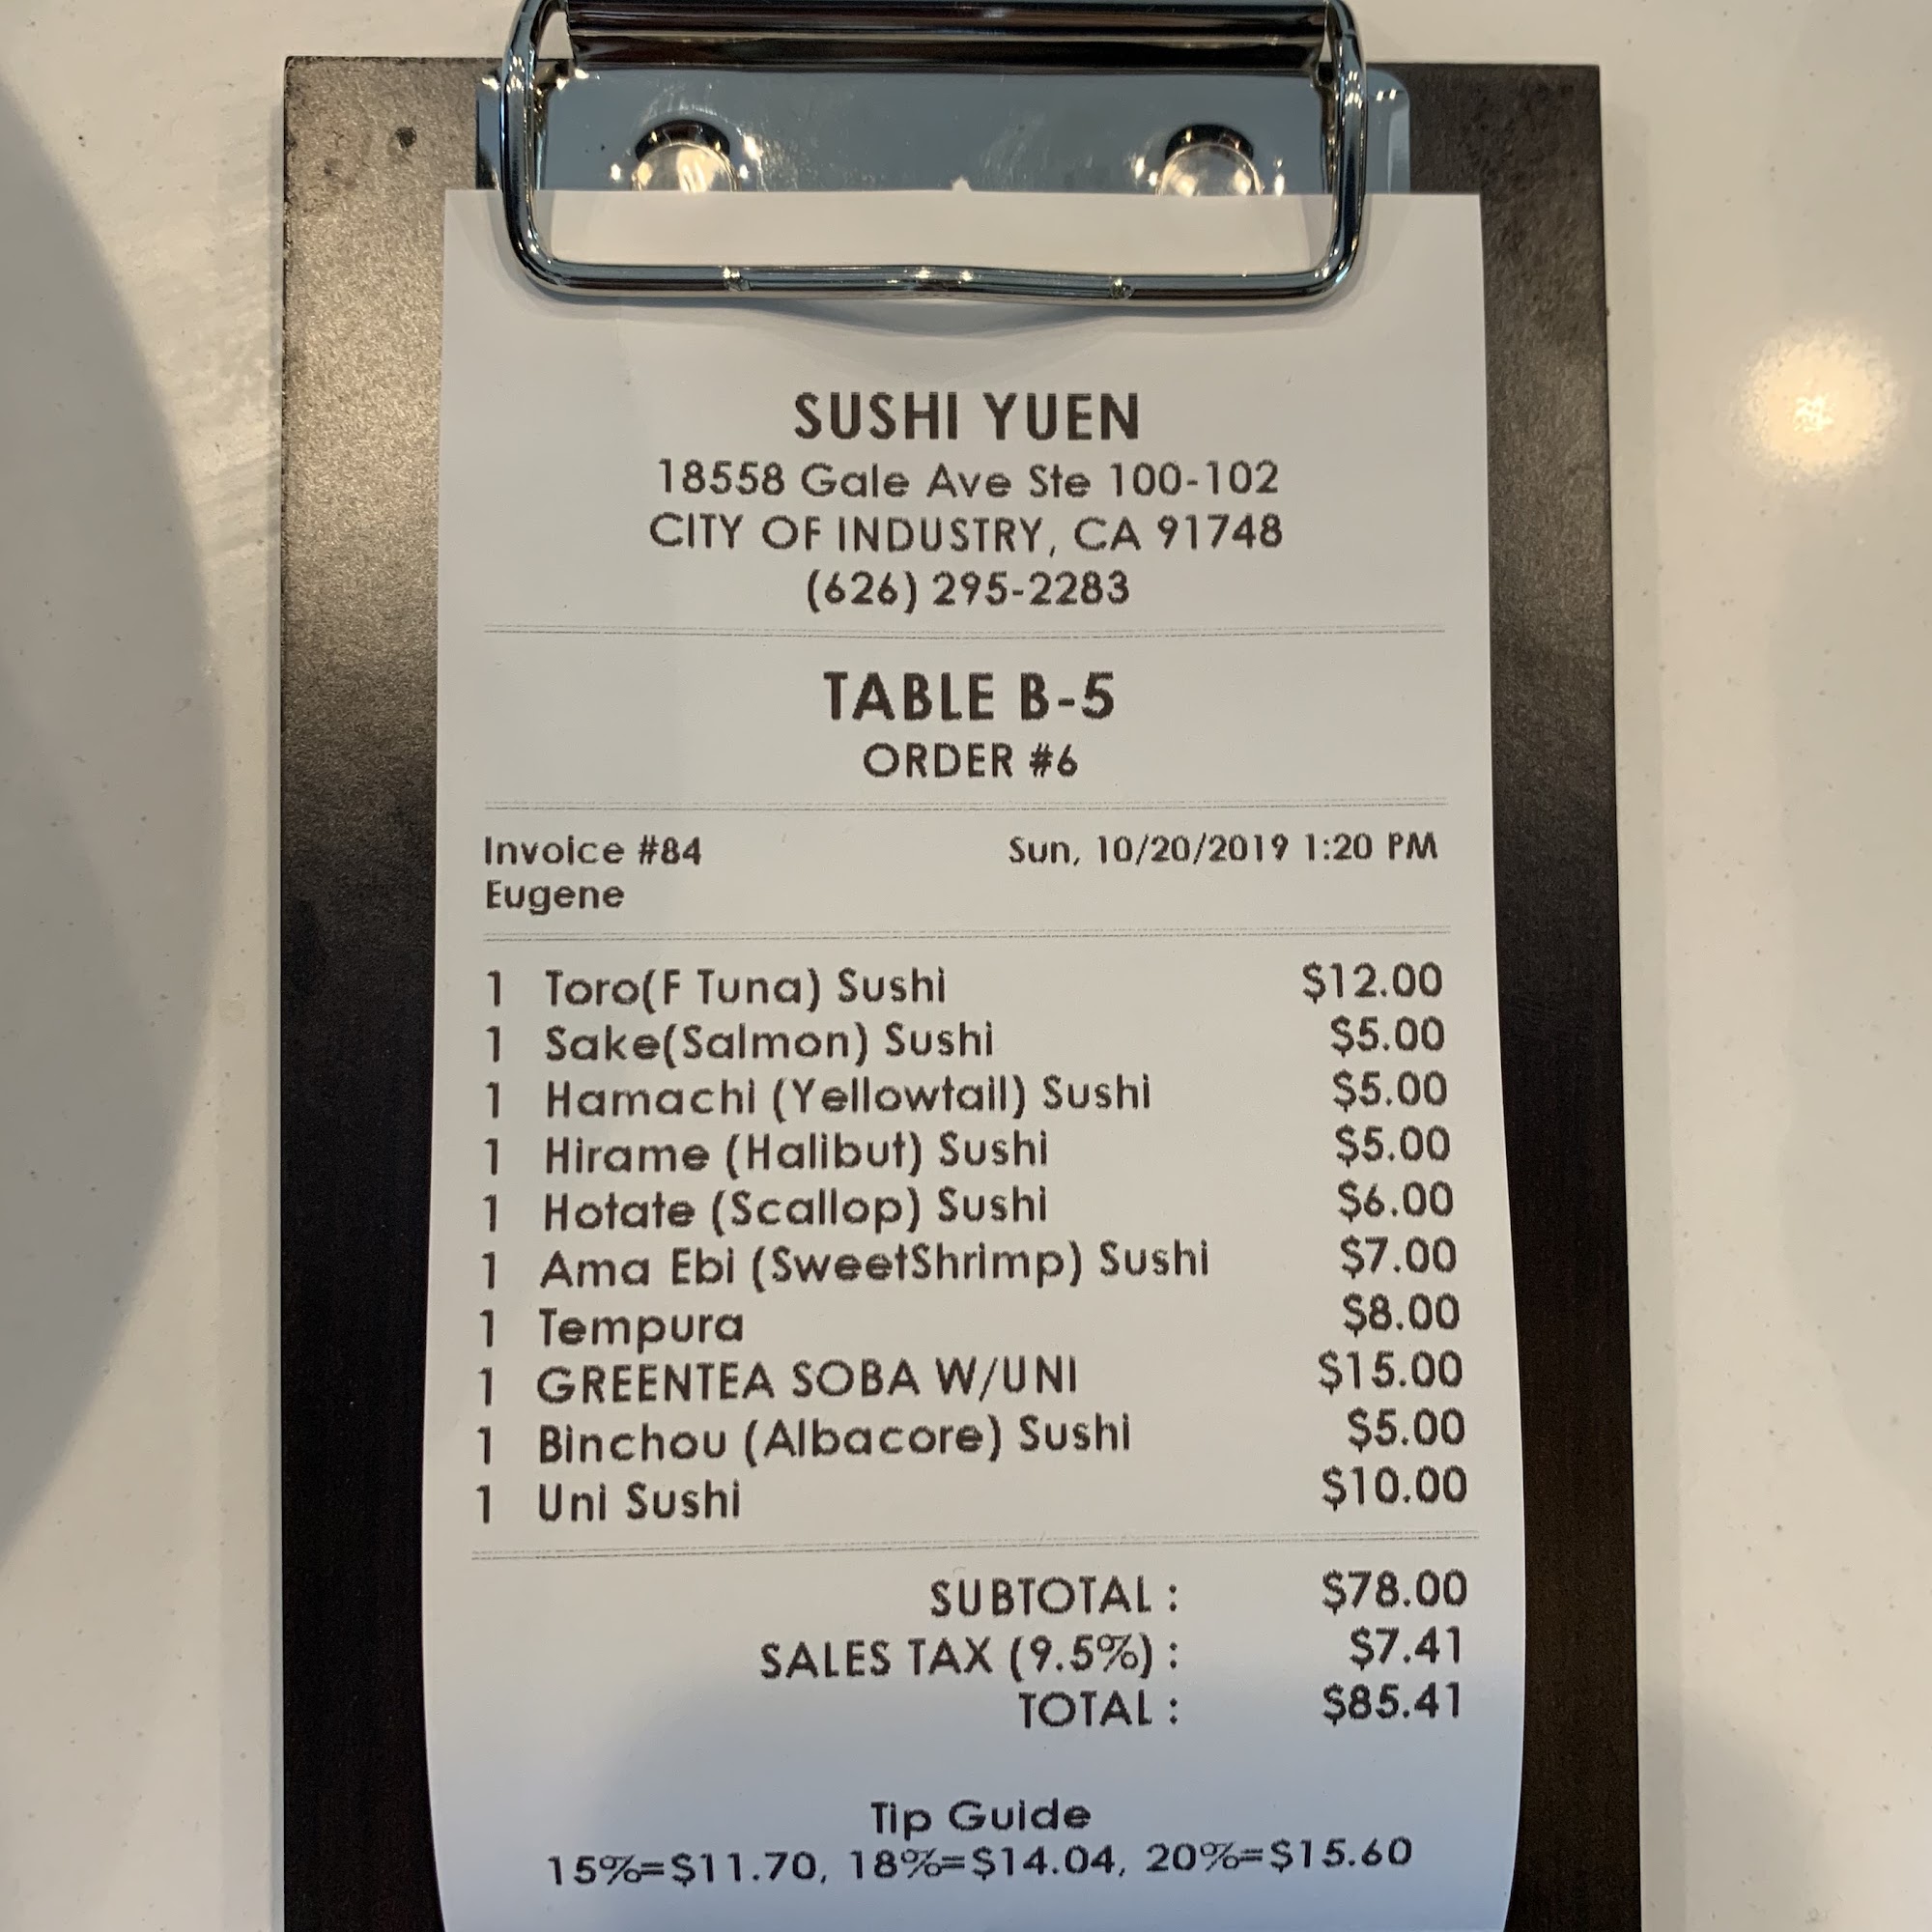 SUSHI YUEN
18558 Gale Ave Ste 100-102
CITY OF INDUSTRY, CA 91748
(626) 295-2283
TABLE B-5
ORDER #6
Invoice #84 Sun, 10/20/2019 1:20 PM
Eugene
1 Toro(F Tuna) Sushi $12.00
1 Sake(Salmon) Sushi $5.00
1 Hamachi (Yellowtail) Sushi $5.00
1 Hirame (Halibut) Sushi $5.00
1 Hotate (Scallop) Sushi $6.00
1 Ama Ebi (SweetShrimp) Sushi $7.00
1 Tempura $8.00
1 GREENTEA SOBA W/UNI $15.00
1 Binchou (Albacore) Sushi $5.00
1 Uni Sushi $10.00
SUBTOTAL : $78.00
SALES TAX (9.5%) : $7.41
TOTAL : $85.41
Tip Guide
15%=$11.70, 18%=$14.04, 20%=$15.60